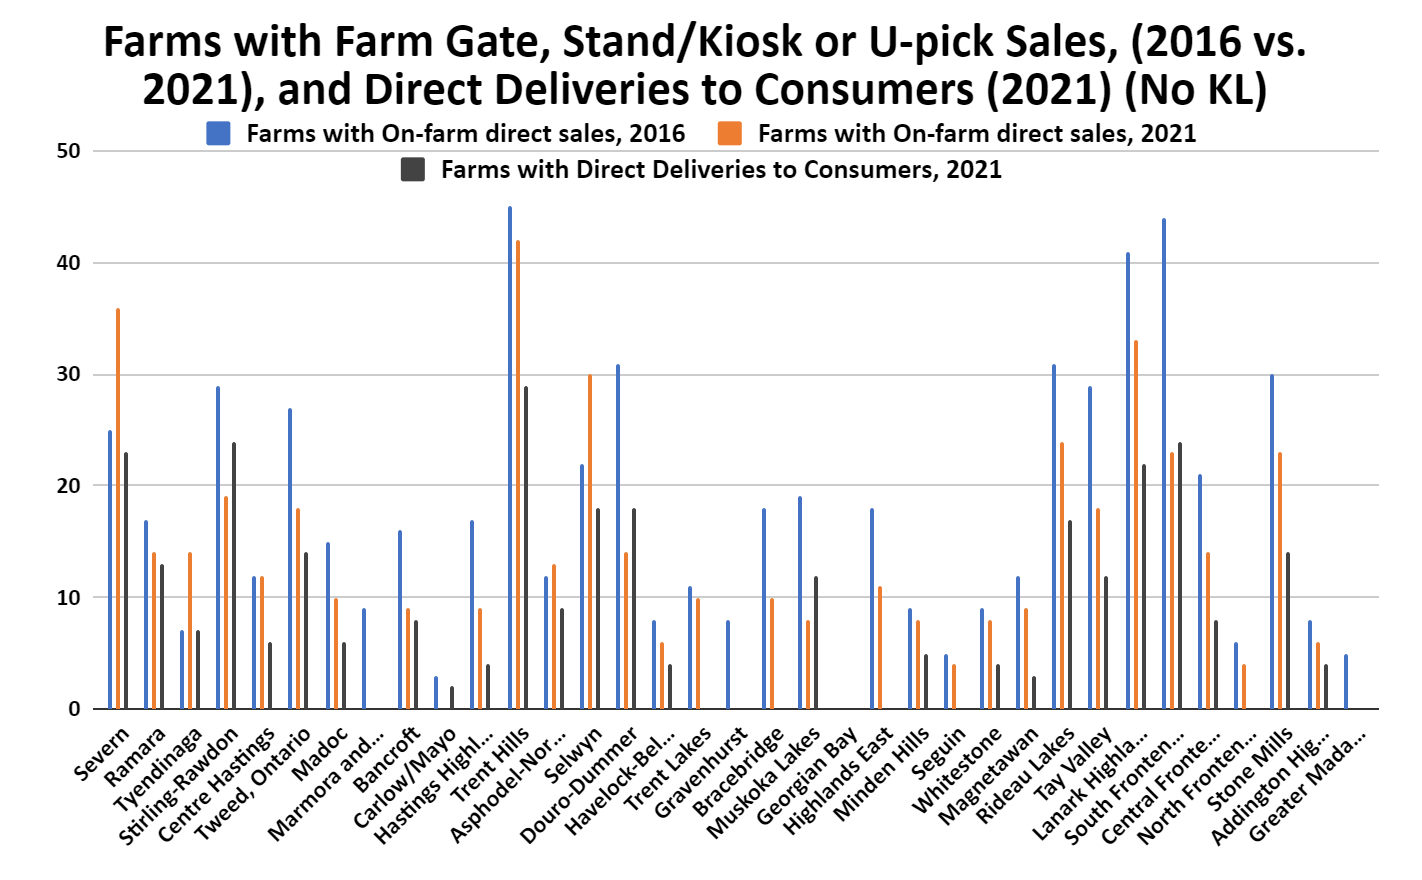 Farms with Farm Gate, Stand/Kiosk or U-pick Sales, (2016 vs.
2021), and Direct Deliveries to Consumers (2021) (No KL)
Farms with On-farm direct sales, 2016
Farms with On-farm direct sales, 2021
Farms with Direct Deliveries to Consumers, 2021
50
40
30
20
10
0
Severn
Ramara
Tyendinaga
Stirling-Rawdon
Centre Hastings
Tweed, Ontario
Madoc
Marmora and...
Bancroft
Carlow/Mayo
Hastings Highl...
Trent Hills
Asphodel-Nor...
Selwyn
Douro-Dummer
Havelock-Bel...
Trent Lakes
Gravenhurst
Bracebridge
Muskoka Lakes
Georgian Bay
Highlands East
Minden Hills
Seguin
Whitestone
Magnetawan
Rideau Lakes
Tay Valley
Lanark Highla...
South Fronten...
Central Fronte...
North Fronten...
Stone Mills
Addington Hig...
Greater Mada...